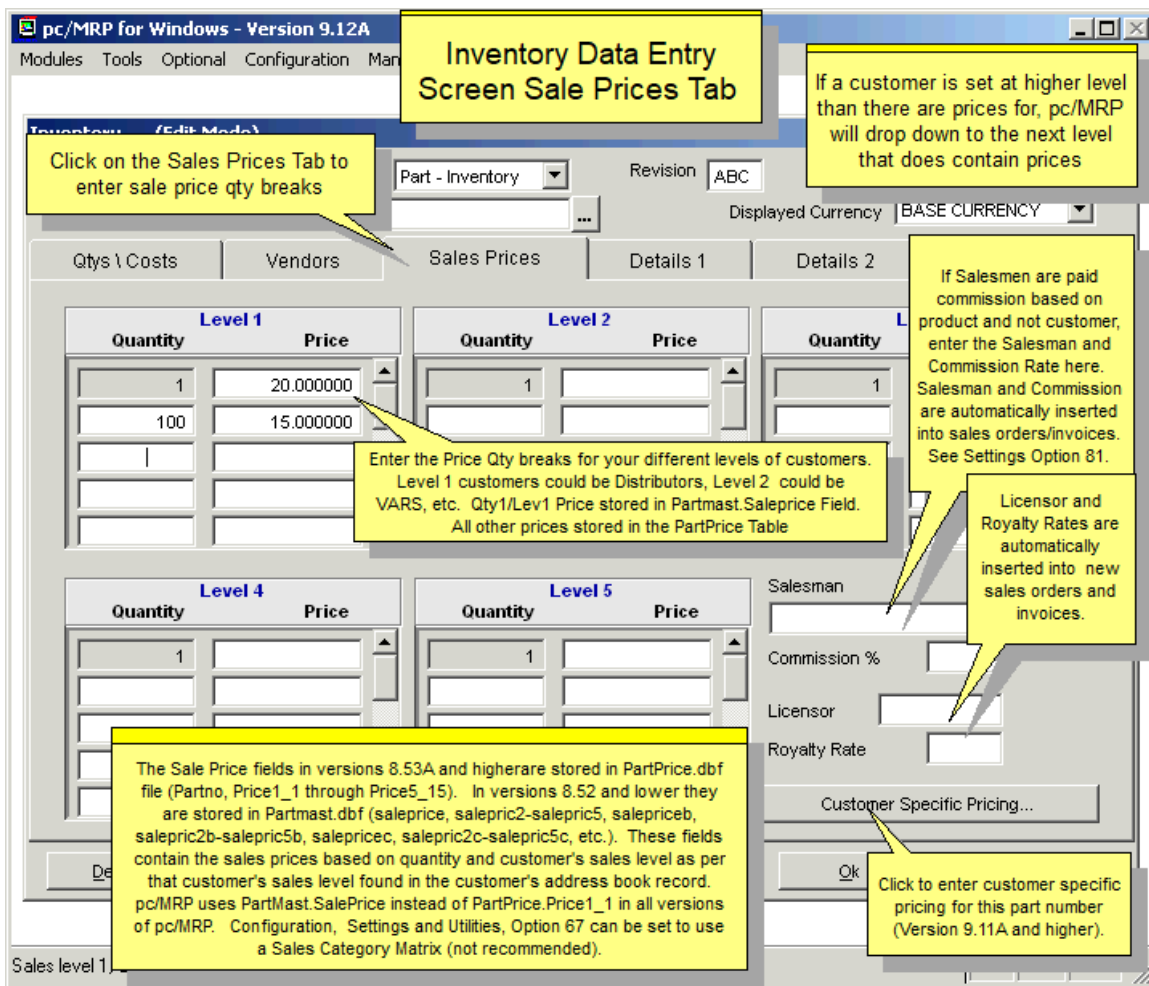 pc/MRP for Windows - Version 9.12A
Modules Tools Optional Configuration Man
Inventory Data Entry
Screen Sale Prices Tab
If a customer is set at higher level
than there are prices for, pc/MRP
will drop down to the next level
that does contain prices
Inventory (Edit Mode)
Click on the Sales Prices Tab to
enter sale price qty breaks
Part - Inventory
Revision ABC
...
Displayed Currency BASE CURRENCY
Qtys \ Costs
Vendors
Sales Prices
Details 1
Details 2
If Salesmen are paid
commission based on
product and not customer,
enter the Salesman and
Commission Rate here.
Salesman and Commission
are automatically inserted
into sales orders/invoices.
See Settings Option 81.
Level 1
Quantity Price
1 20.000000
100 15.000000
Level 2
Quantity Price
1
L
Quantity
1
Enter the Price Qty breaks for your different levels of customers.
Level 1 customers could be Distributors, Level 2 could be
VARS, etc. Qty1/Lev1 Price stored in Partmast.Saleprice Field.
All other prices stored in the PartPrice Table
Licensor and
Royalty Rates are
automatically
inserted into new
sales orders and
invoices.
Level 4
Quantity Price
1
Level 5
Quantity Price
1
Salesman
Commission %
Licensor
Royalty Rate
The Sale Price fields in versions 8.53A and higherare stored in PartPrice.dbf
file (Partno, Price1_1 through Price5_15). In versions 8.52 and lower they
are stored in Partmast.dbf (saleprice, salepric2-salepric5, salepriceb,
salepric2b-salepric5b, salepricec, salepric2c-salepric5c, etc.). These fields
contain the sales prices based on quantity and customer's sales level as per
that customer's sales level found in the customer's address book record.
pc/MRP uses PartMast.SalePrice instead of PartPrice.Price1_1 in all versions
of pc/MRP. Configuration, Settings and Utilities, Option 67 can be set to use
a Sales Category Matrix (not recommended).
Customer Specific Pricing...
De
Ok
Click to enter customer specific
pricing for this part number
(Version 9.11A and higher).
Sales level 1,